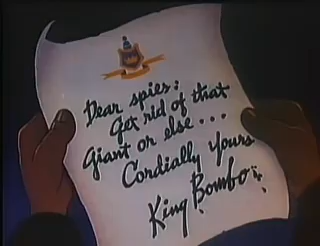 Dear spies:
Get rid of that
Giant or else...
Cordially yours
King Bombo